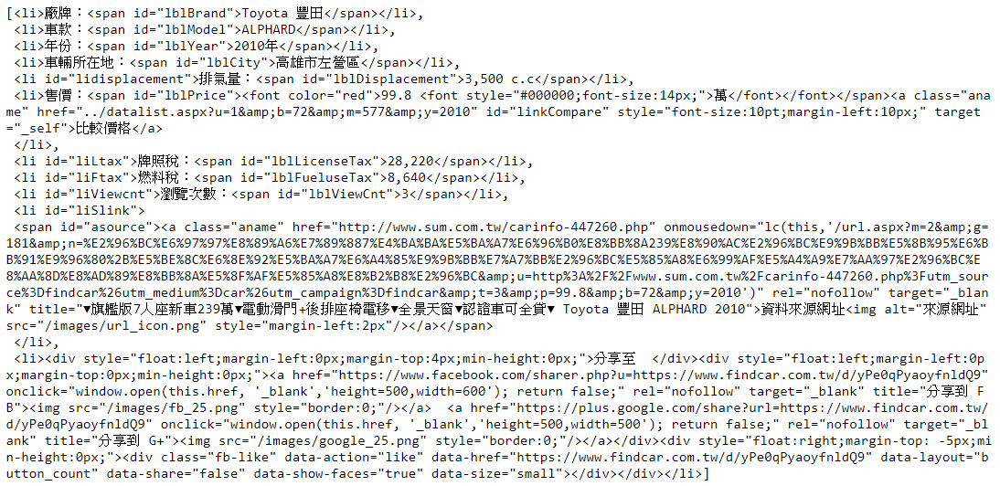 [<li>廠牌：<span id="lblBrand">Toyota 豐田</span></li>,
<li>車款：<span id="lblModel">ALPHARD</span></li>,
<li>年份：<span id="lblYear">2010年</span></li>,
<li>車輛所在地：<span id="lblCity">高雄市左營區</span></li>,
<li id="lidisplacement">排氣量：<span id="lblDisplacement">3,500 c.c</span></li>,
<li>售價：<span id="lblPrice"><font color="red">99.8 <font style="#000000;font-size:14px;">萬</font></font></span><a class="ana
me" href="../datalist.aspx?u=1&amp;b=72&amp;m=577&amp;y=2010" id="linkCompare" style="font-size:10pt;margin-left:10px;" target
="_self">比較價格</a>
</li>,
<li id="liLtax">牌照稅：<span id="lblLicenseTax">28,220</span></li>,
<li id="liFtax">燃料稅：<span id="lblFueluseTax">8,640</span></li>,
<li id="liViewcnt">瀏覽次數：<span id="lblViewCnt">3</span></li>,
<li id="liSlink">
<span id="asource"><a class="aname" href="http://www.sum.com.tw/carinfo-447260.php" onmousedown="lc(this,'/url.aspx?m=2&amp;g=
181&amp;n=%E2%96%BC%E6%97%97%E8%89%A6%E7%89%887%E4%BA%BA%E5%BA%A7%E6%96%B0%E8%BB%8A239%E8%90%AC%E2%96%BC%E9%9B%BB%E5%8B%95%E6%BB
%91%E9%96%80%2B%E5%BE%8C%E6%8E%92%E5%BA%A7%E6%A4%85%E9%9B%BB%E7%A7%BB%E2%96%BC%E5%85%A8%E6%99%AF%E5%A4%A9%E7%AA%97%E2%96%BC%E
8%AA%8D%E8%AD%89%E8%BB%8A%E5%8F%AF%E5%85%A8%E8%B2%B8%E2%96%BC&amp;u=http%3A%2F%2Fwww.sum.com.tw%2Fcarinfo-447260.php%3Futm_sour
ce%3Dfindcar%26utm_medium%3Dcar%26utm_campaign%3Dfindcar&amp;t=3&amp;p=99.8&amp;b=72&amp;y=2010')" rel="nofollow" target="_blan
k" title="▼旗艦版7人座新車239萬▼電動滑門+後排座椅電移▼全景天窗▼認證車可全貸▼ Toyota 豐田 ALPHARD 2010">資料來源網址<img alt="來源網址"
src="/images/url_icon.png" style="margin-left:2px"/></a></span>
</li>,
<li><div style="float:left;margin-left:0px;margin-top:4px;min-height:0px;">分享至  </div><div style="float:left;margin-left:0p
x;margin-top:0px;min-height:0px;"><a href="https://www.facebook.com/sharer.php?u=https://www.findcar.com.tw/d/yPe0qPyaoyfnldQ9"
onclick="window.open(this.href, '_blank','height=500,width=600'); return false;" rel="nofollow" target="_blank" title="分享到 F
B"><img src="/images/fb_25.png" style="border:0;"/></a>  <a href="https://plus.google.com/share?url=https://www.findcar.com.tw/
d/yPe0qPyaoyfnldQ9" onclick="window.open(this.href, '_blank','height=500,width=500'); return false;" rel="nofollow" target="_bla
nk" title="分享到 G+"><img src="/images/google_25.png" style="border:0;"/></a></div><div style="float:right;margin-top: -5px;mi
n-height:0px;"><div class="fb-like" data-action="like" data-href="https://www.findcar.com.tw/d/yPe0qPyaoyfnldQ9" data-layout="b
utton_count" data-share="false" data-show-faces="true" data-size="small"></div></div></li>]